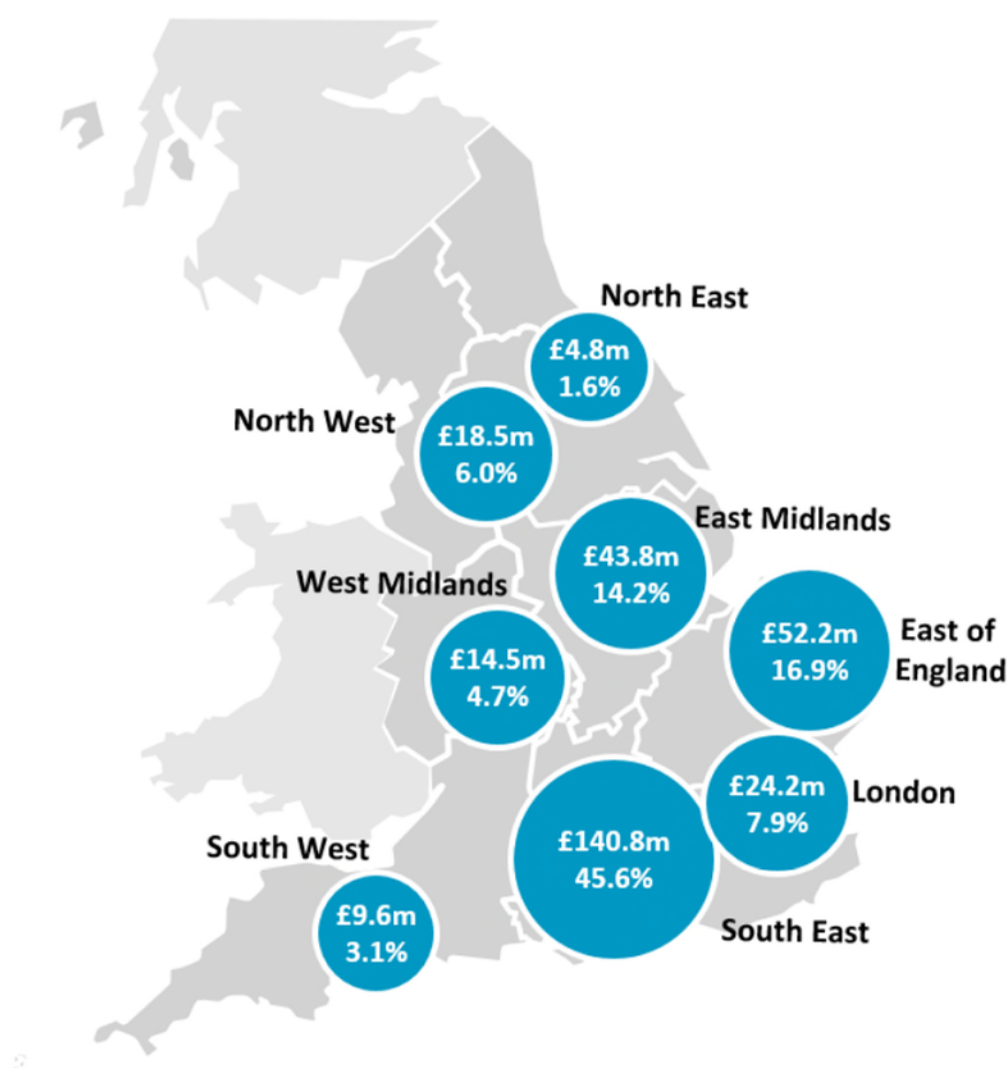 North East
£4.8m
1.6%
North West
£18.5m
6.0%
East Midlands
£43.8m
14.2%
West Midlands
£14.5m
4.7%
£52.2m
16.9%
East of
England
£24.2m
7.9%
London
£140.8m
45.6%
South East
South West
£9.6m
3.1%